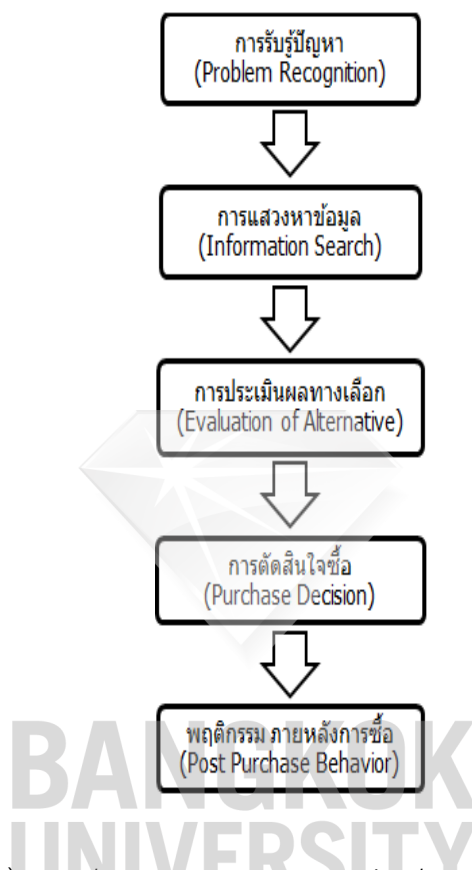 การรับรู้ปัญหา
(Problem Recognition)
การแสวงหาข้อมูล
(Information Search)
การประเมินผลทางเลือก
(Evaluation of Alternative)
การตัดสินใจซื้อ
(Purchase Decision)
พฤติกรรม ภายหลังการซื้อ
(Post Purchase Behavior)
BANGKOK
UNIVERSITY